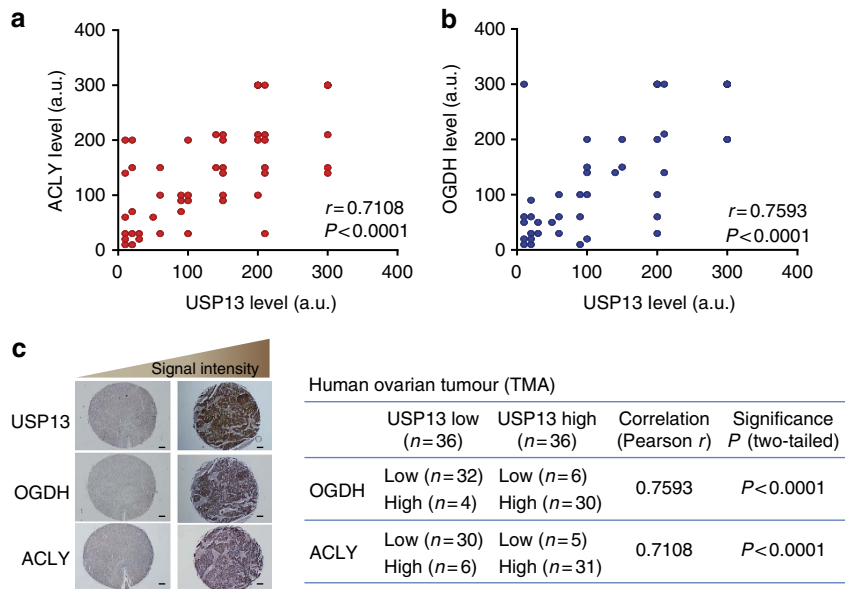 a
ACLY level (a.u.)
400
300
200
100
0
0 100 200 300 400
USP13 level (a.u.)
r=0.7108
P<0.0001
b
OGDH level (a.u.)
400
300
200
100
0
0 100 200 300 400
USP13 level (a.u.)
r=0.7593
P<0.0001
c
Signal intensity
USP13
OGDH
ACLY
Human ovarian tumour (TMA)
USP13 low USP13 high Correlation Significance
(n=36) (n=36) (Pearson r) P (two-tailed)
OGDH Low (n=32) Low (n=6) 0.7593 P<0.0001
High (n=4) High (n=30)
ACLY Low (n=30) Low (n=5) 0.7108 P<0.0001
High (n=6) High (n=31)